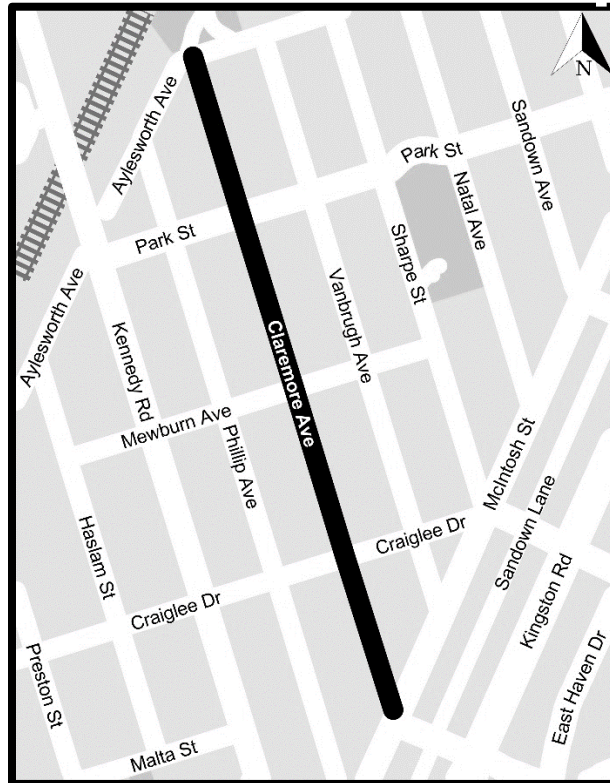 N
Aylesworth Ave
Sandown Ave
Park St
Natal Ave
Park St
Sharpe St
Aylesworth Ave
Vanbrugh Ave
Kennedy Rd
Claremore Ave
Mewburn Ave
Phillip Ave
McIntosh St
Sandown Lane
Haslam St
Craiglee Dr
Kingston Rd
Craiglee Dr
Preston St
East Haven Dr
Malta St